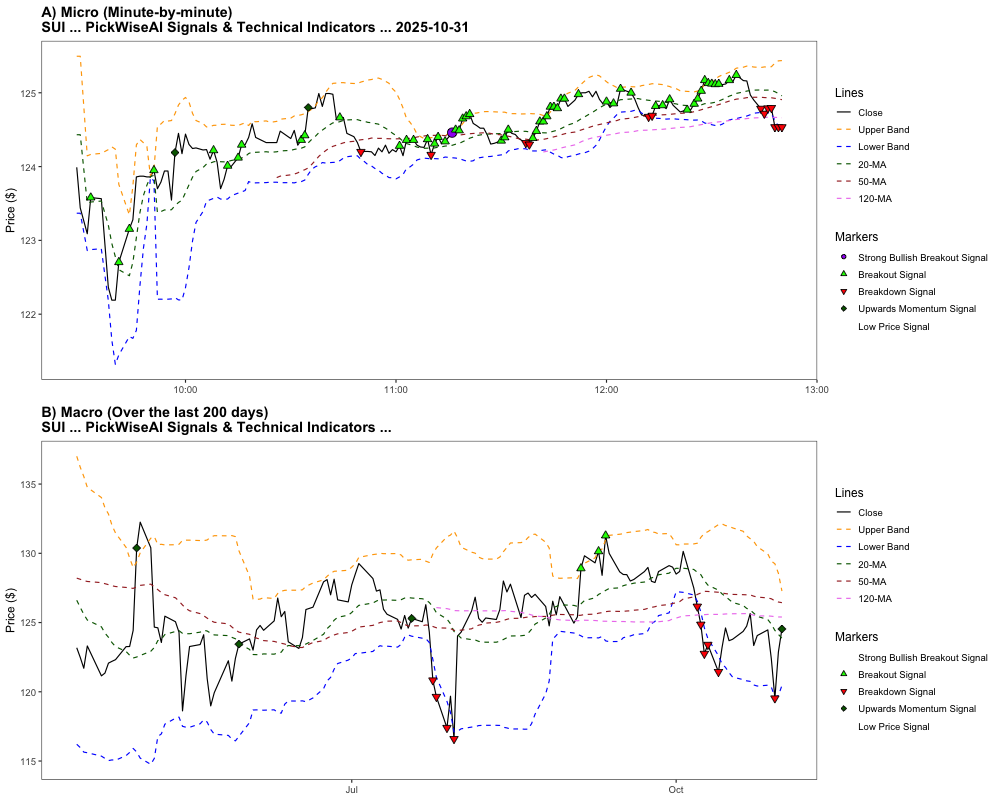 A) Micro (Minute-by-minute)
SUI ... PickWiseAI Signals & Technical Indicators ... 2025-10-31
Price ($)
125
124
123
122
10:00
11:00
12:00
13:00
Lines
Close
Upper Band
Lower Band
20-MA
50-MA
120-MA
Markers
Strong Bullish Breakout Signal
Breakout Signal
Breakdown Signal
Upwards Momentum Signal
Low Price Signal
B) Macro (Over the last 200 days)
SUI ... PickWiseAI Signals & Technical Indicators ...
Price ($)
135
130
125
120
115
Jul
Oct
Lines
Close
Upper Band
Lower Band
20-MA
50-MA
120-MA
Markers
Strong Bullish Breakout Signal
Breakout Signal
Breakdown Signal
Upwards Momentum Signal
Low Price Signal